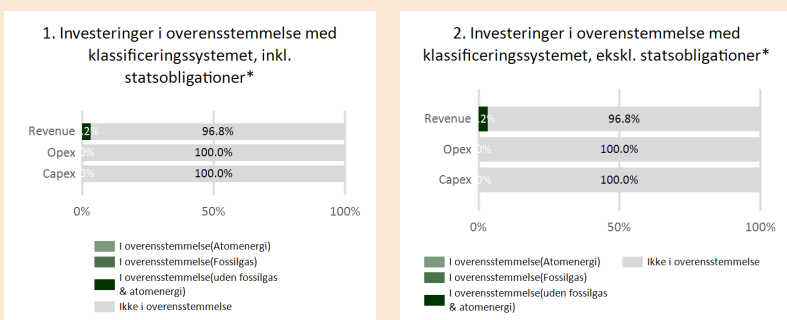 1. Investeringer i overensstemmelse med
klassificeringssystemet, inkl.
statsobligationer*
Revenue 96.8%
Opex 100.0%
Capex 100.0%
0% 50% 100%
I overensstemmelse(Atomenergi)
I overensstemmelse(Fossilgas)
I overensstemmelse(uden fossilgas
& atomenergi)
Ikke i overensstemmelse
2. Investeringer i overenstemmelse med
klassificeringssystemet, ekskl. statsobligationer*
Revenue 96.8%
Opex 100.0%
Capex 100.0%
0% 50% 100%
I overensstemmelse(Atomenergi) Ikke i overensstemmelse
I overensstemmelse(Fossilgas)
I overensstemmelse(uden fossilgas
& atomenergi)